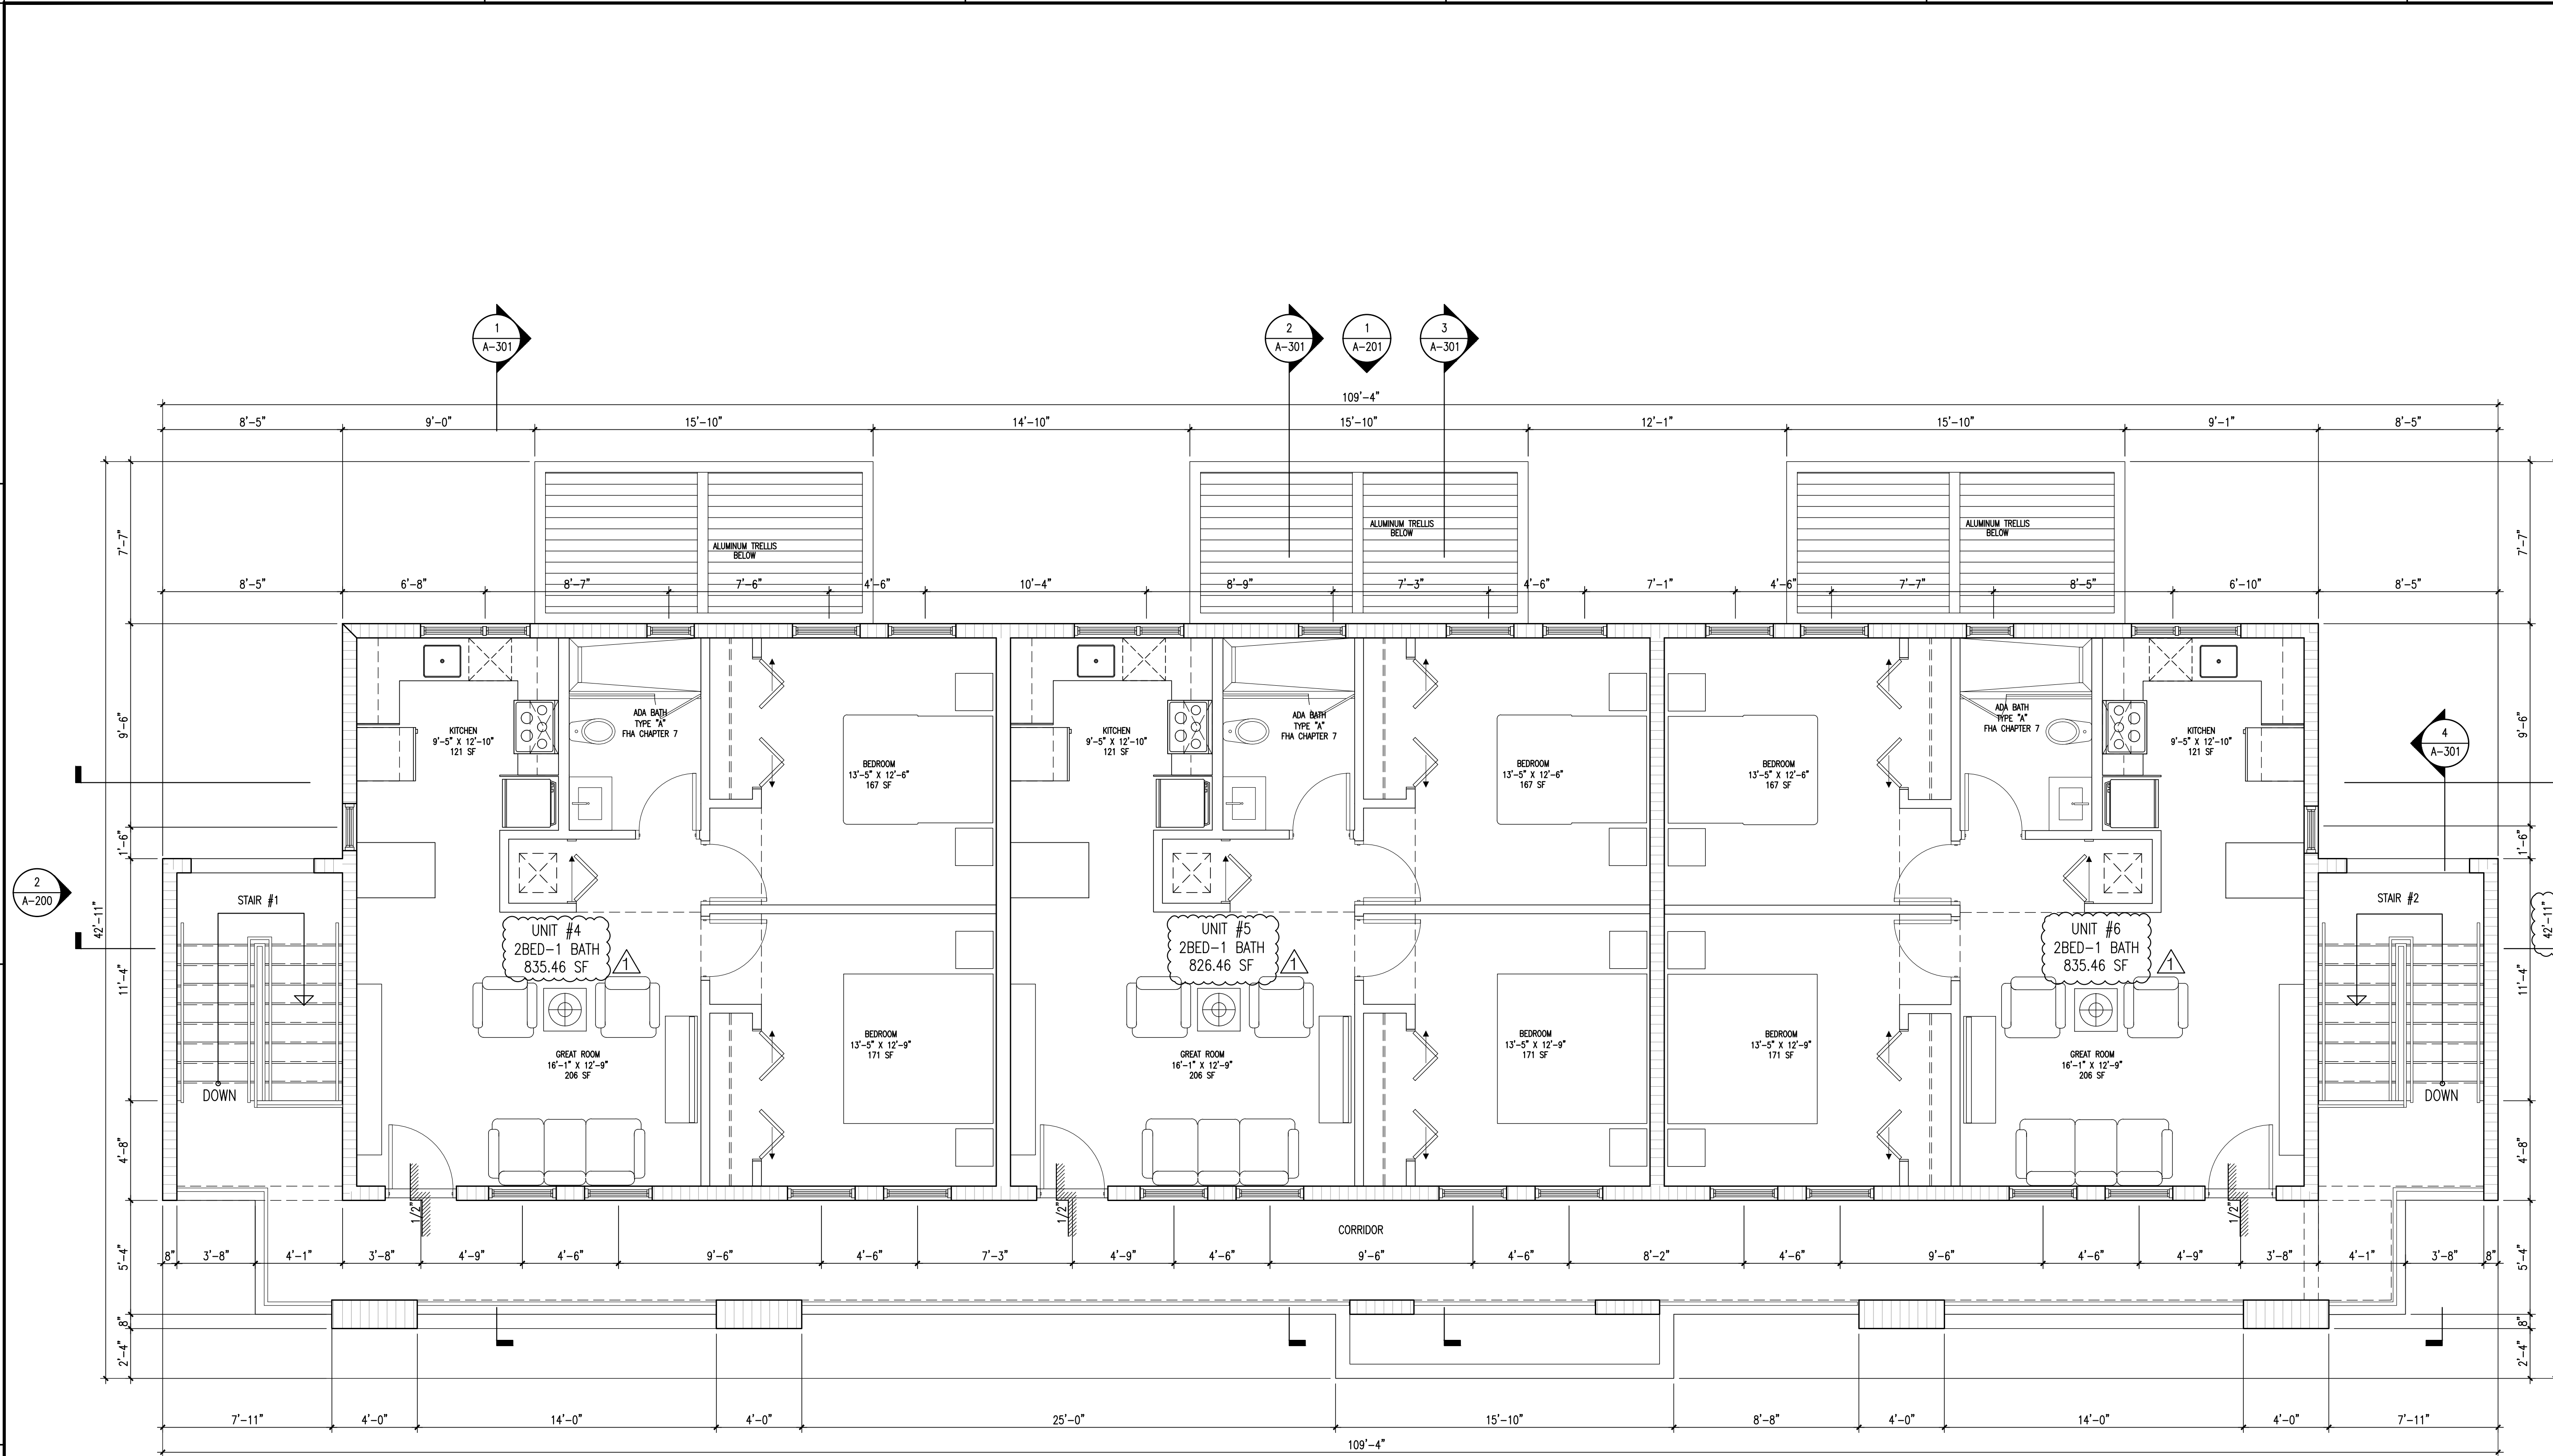 1
A-301
2
A-301
1
A-201
3
A-301
109'-4"
8'-5" 9'-0" 15'-10" 14'-10" 15'-10" 12'-1" 15'-10" 9'-1" 8'-5"
ALUMINUM TRELLIS
BELOW
ALUMINUM TRELLIS
BELOW
ALUMINUM TRELLIS
BELOW
7'-7"
7'-7"
8'-5" 6'-8" 8'-7" 7'-6" 4'-6" 10'-4" 8'-9" 7'-3" 4'-6" 7'-1" 4'-6" 7'-7" 8'-5" 6'-10" 8'-5"
KITCHEN
9'-5" X 12'-10"
121 SF
ADA BATH
TYPE "A"
FHA CHAPTER 7
BEDROOM
13'-5" X 12'-6"
167 SF
KITCHEN
9'-5" X 12'-10"
121 SF
ADA BATH
TYPE "A"
FHA CHAPTER 7
BEDROOM
13'-5" X 12'-6"
167 SF
BEDROOM
13'-5" X 12'-6"
167 SF
ADA BATH
TYPE "A"
FHA CHAPTER 7
KITCHEN
9'-5" X 12'-10"
121 SF
9'-6"
9'-6"
4
A-301
1'-6"
1'-6"
2
A-200
42'-11"
42'-11"
STAIR #1
STAIR #2
UNIT #4
2BED-1 BATH
835.46 SF
1
UNIT #5
2BED-1 BATH
826.46 SF
1
UNIT #6
2BED-1 BATH
835.46 SF
1
11'-4"
11'-4"
BEDROOM
13'-5" X 12'-9"
171 SF
BEDROOM
13'-5" X 12'-9"
171 SF
BEDROOM
13'-5" X 12'-9"
171 SF
GREAT ROOM
16'-1" X 12'-9"
206 SF
GREAT ROOM
16'-1" X 12'-9"
206 SF
GREAT ROOM
16'-1" X 12'-9"
206 SF
DOWN
DOWN
4'-8"
4'-8"
1/2"
1/2"
1/2"
CORRIDOR
5'-4"
5'-4"
8" 3'-8" 4'-1" 3'-8" 4'-9" 4'-6" 9'-6" 4'-6" 7'-3" 4'-9" 4'-6" 9'-6" 4'-6" 8'-2" 4'-6" 9'-6" 4'-6" 4'-9" 3'-8" 4'-1" 3'-8" 8"
8"
8"
2'-4"
2'-4"
7'-11" 4'-0" 14'-0" 4'-0" 25'-0" 15'-10" 8'-8" 4'-0" 14'-0" 4'-0" 7'-11"
109'-4"